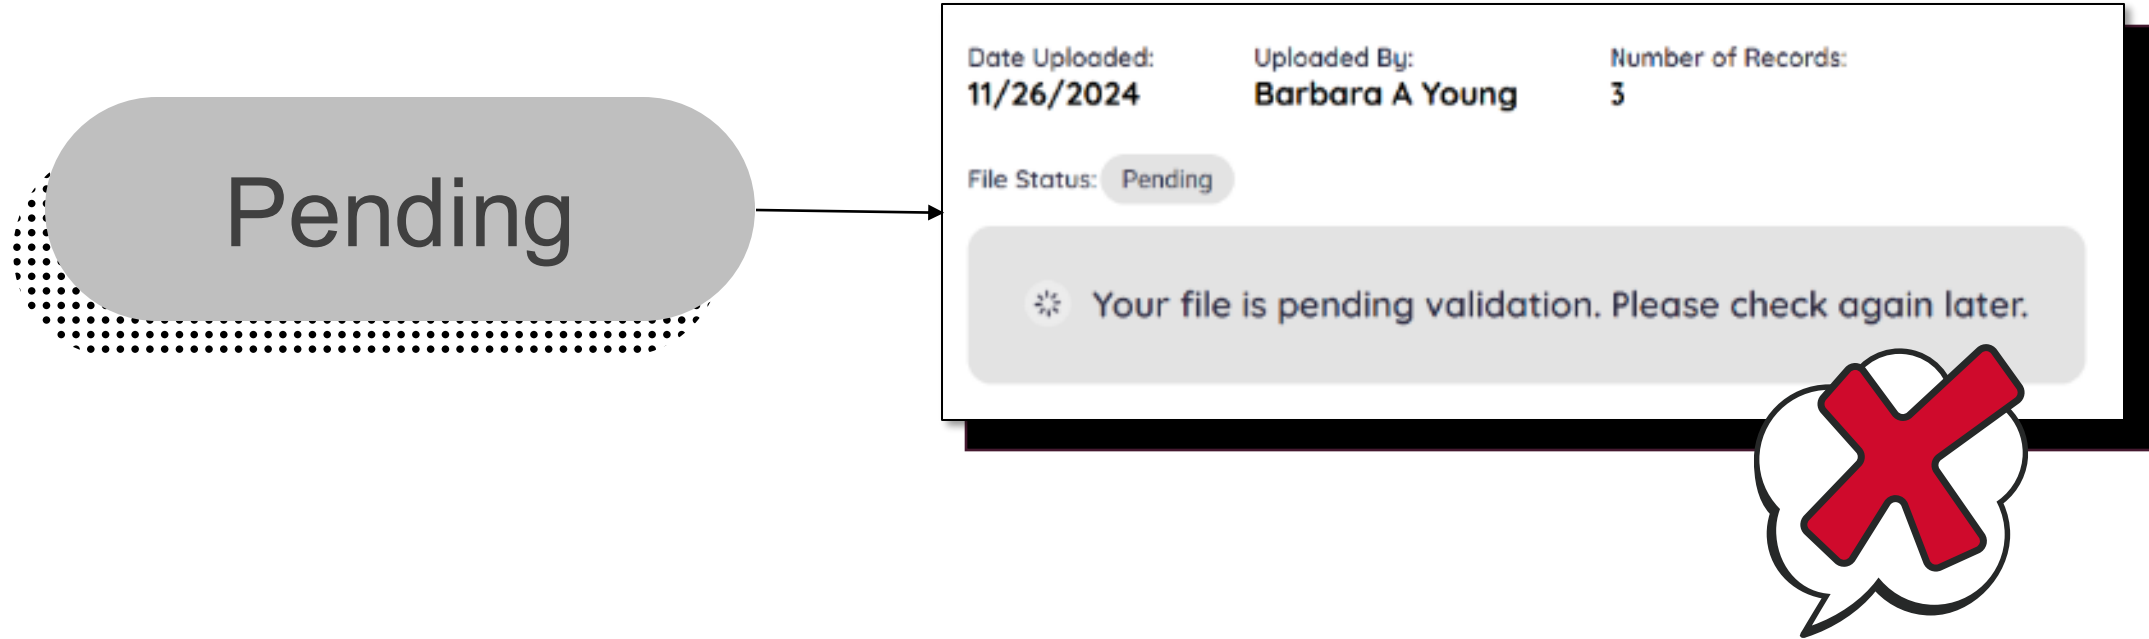 Pending
Date Uploaded: Uploaded By: Number of Records:
11/26/2024 Barbara A Young 3
File Status: Pending
Your file is pending validation. Please check again later.